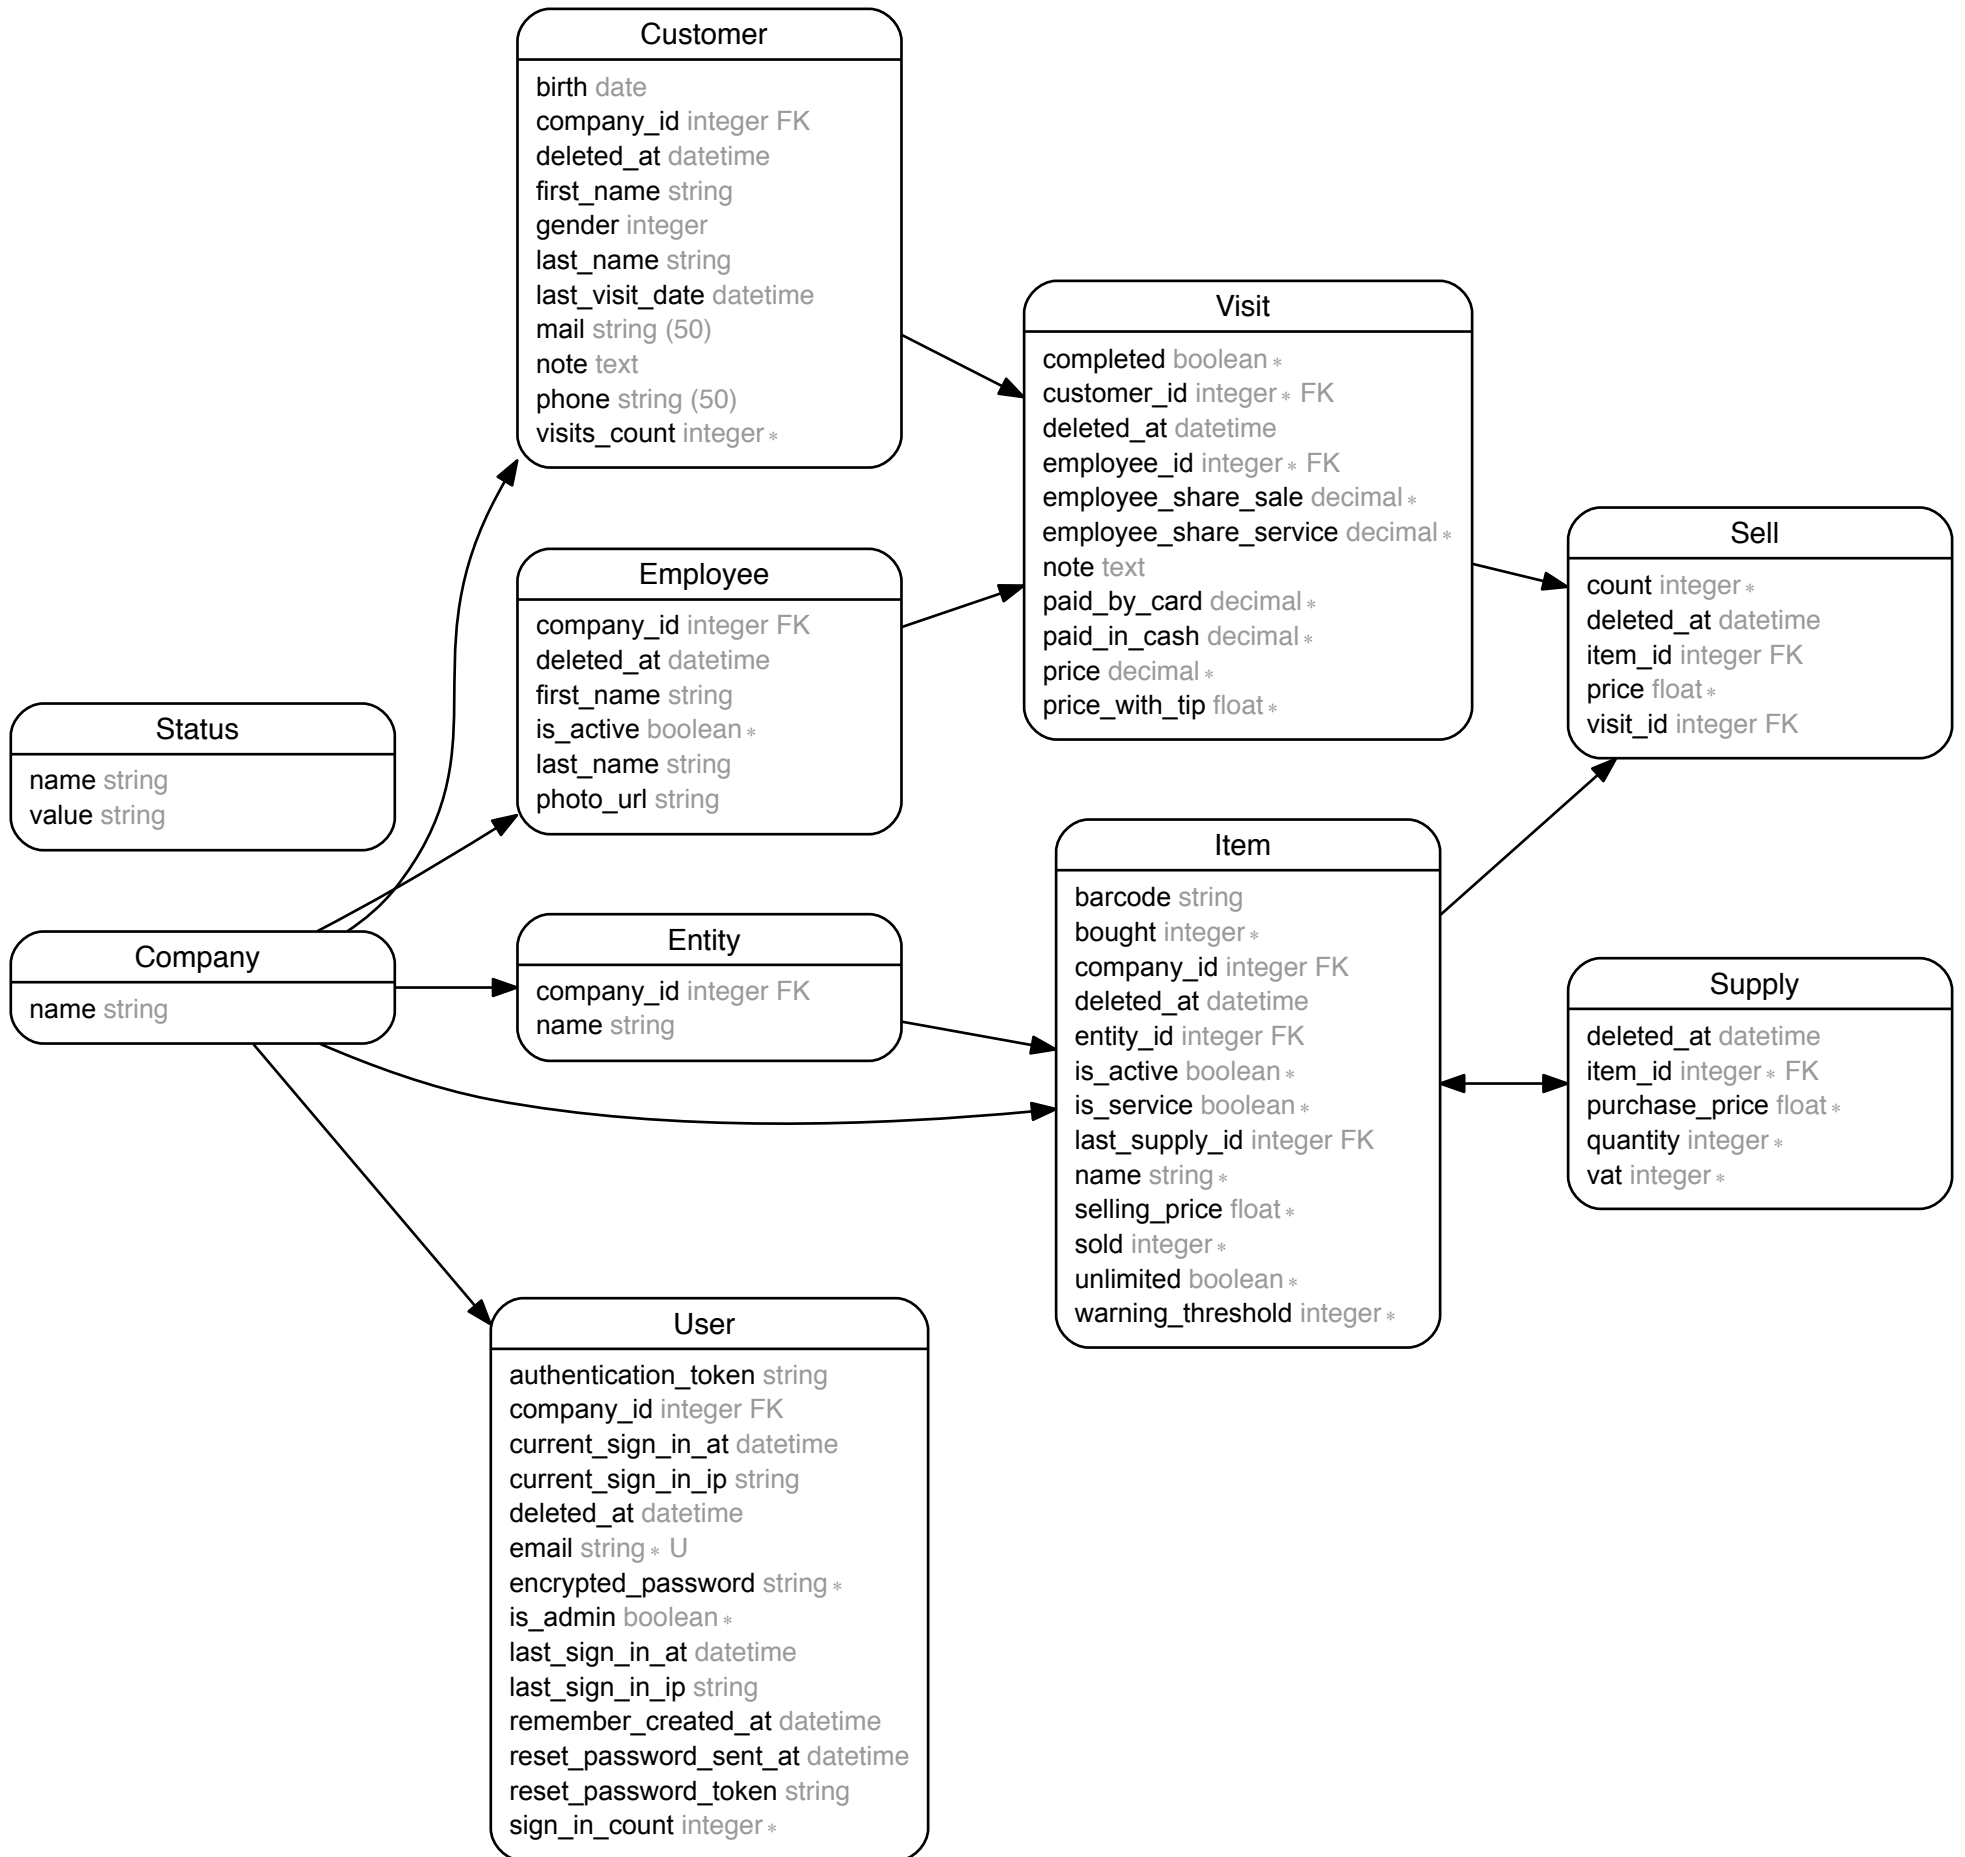 Customer
birth date
company_id integer FK
deleted_at datetime
first_name string
gender integer
last_name string
last_visit_date datetime
mail string (50)
note text
phone string (50)
visits_count integer *
Visit
completed boolean *
customer_id integer * FK
deleted_at datetime
employee_id integer * FK
employee_share_sale decimal *
employee_share_service decimal *
note text
paid_by_card decimal *
paid_in_cash decimal *
price decimal *
price_with_tip float *
Employee
company_id integer FK
deleted_at datetime
first_name string
is_active boolean *
last_name string
photo_url string
Sell
count integer *
deleted_at datetime
item_id integer FK
price float *
visit_id integer FK
Status
name string
value string
Company
name string
Entity
company_id integer FK
name string
Item
barcode string
bought integer *
company_id integer FK
deleted_at datetime
entity_id integer FK
is_active boolean *
is_service boolean *
last_supply_id integer FK
name string *
selling_price float *
sold integer *
unlimited boolean *
warning_threshold integer *
Supply
deleted_at datetime
item_id integer * FK
purchase_price float *
quantity integer *
vat integer *
User
authentication_token string
company_id integer FK
current_sign_in_at datetime
current_sign_in_ip string
deleted_at datetime
email string * U
encrypted_password string *
is_admin boolean *
last_sign_in_at datetime
last_sign_in_ip string
remember_created_at datetime
reset_password_sent_at datetime
reset_password_token string
sign_in_count integer *